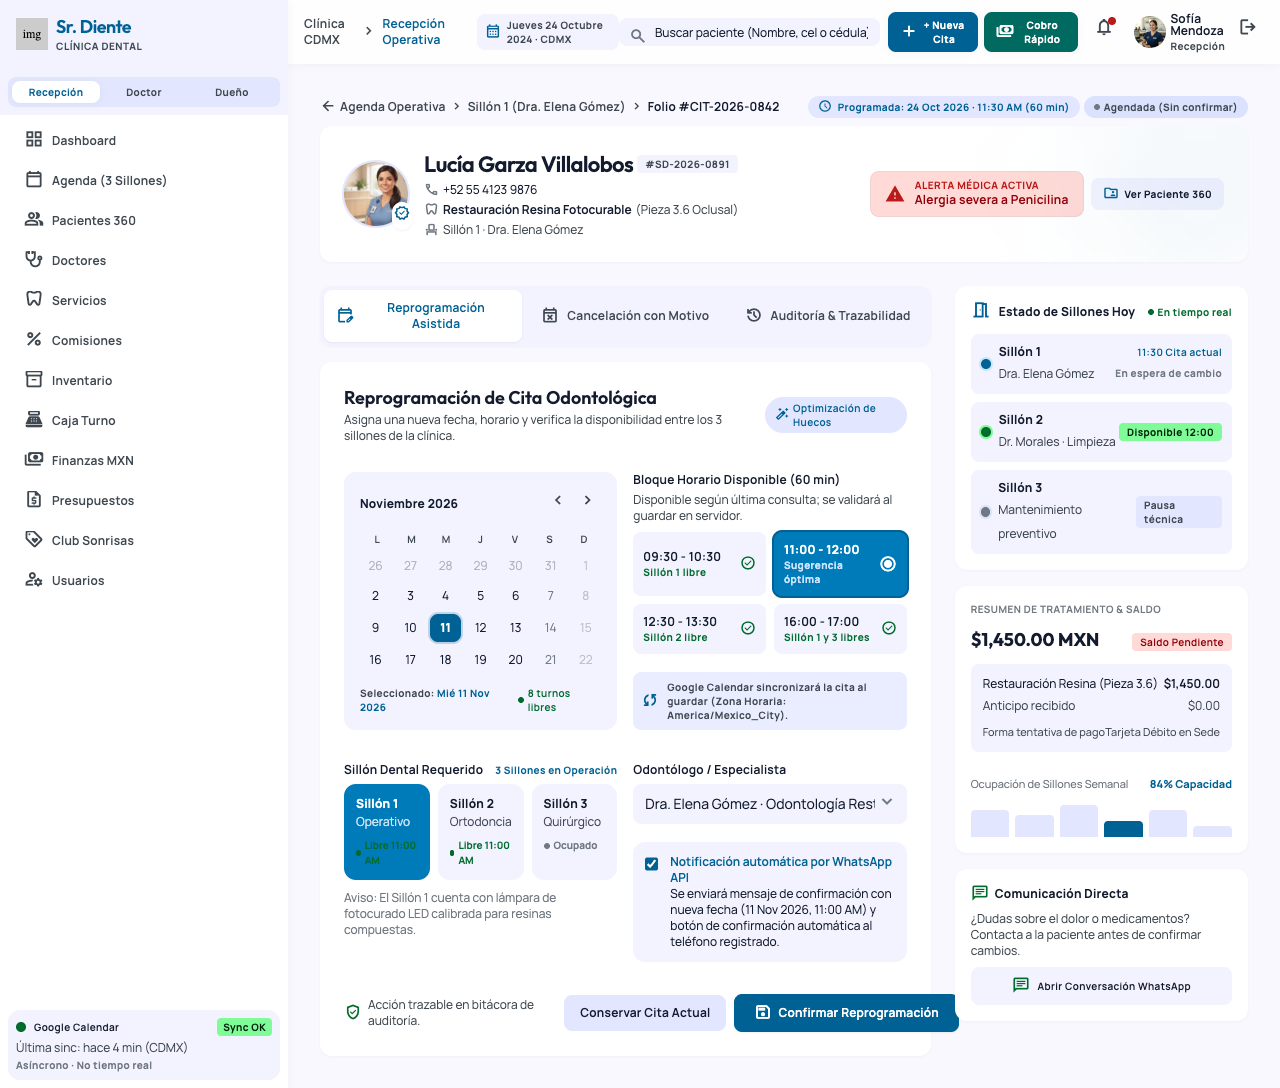 img
Sr. Diente
CLÍNICA DENTAL
Recepción
Doctor
Dueño
Dashboard
Agenda (3 Sillones)
Pacientes 360
Doctores
Servicios
Comisiones
Inventario
Caja Turno
Finanzas MXN
Presupuestos
Club Sonrisas
Usuarios
Google Calendar
Sync OK
Última sinc: hace 4 min (CDMX)
Asíncrono · No tiempo real
Clínica
CDMX
Recepción
Operativa
Jueves 24 Octubre
2024 · CDMX
Buscar paciente (Nombre, cel o cédula)
+ Nueva
Cita
Cobro
Rápido
Sofía
Mendoza
Recepción
Agenda Operativa
Sillón 1 (Dra. Elena Gómez)
Folio #CIT-2026-0842
Programada: 24 Oct 2026 · 11:30 AM (60 min)
Agendada (Sin confirmar)
Lucía Garza Villalobos
#SD-2026-0891
+52 55 4123 9876
Restauración Resina Fotocurable (Pieza 3.6 Oclusal)
Sillón 1 · Dra. Elena Gómez
ALERTA MÉDICA ACTIVA
Alergia severa a Penicilina
Ver Paciente 360
Reprogramación
Asistida
Cancelación con Motivo
Auditoría & Trazabilidad
Reprogramación de Cita Odontológica
Asigna una nueva fecha, horario y verifica la disponibilidad entre los 3
sillones de la clínica.
Optimización de
Huecos
Noviembre 2026
L M M J V S D
26 27 28 29 30 31 1
2 3 4 5 6 7 8
9 10 11 12 13 14 15
16 17 18 19 20 21 22
Seleccionado: Mié 11 Nov
2026
8 turnos
libres
Bloque Horario Disponible (60 min)
Disponible según última consulta; se validará al
guardar en servidor.
09:30 - 10:30
Sillón 1 libre
11:00 - 12:00
Sugerencia
óptima
12:30 - 13:30
Sillón 2 libre
16:00 - 17:00
Sillón 1 y 3 libres
Google Calendar sincronizará la cita al
guardar (Zona Horaria:
America/Mexico_City).
Sillón Dental Requerido
3 Sillones en Operación
Sillón 1
Operativo
Libre 11:00
AM
Sillón 2
Ortodoncia
Libre 11:00
AM
Sillón 3
Quirúrgico
Ocupado
Aviso: El Sillón 1 cuenta con lámpara de
fotocurado LED calibrada para resinas
compuestas.
Odontólogo / Especialista
Dra. Elena Gómez · Odontología Rest
Notificación automática por WhatsApp
API
Se enviará mensaje de confirmación con
nueva fecha (11 Nov 2026, 11:00 AM) y
botón de confirmación automática al
teléfono registrado.
Acción trazable en bitácora de
auditoría.
Conservar Cita Actual
Confirmar Reprogramación
Estado de Sillones Hoy
En tiempo real
Sillón 1
Dra. Elena Gómez
11:30 Cita actual
En espera de cambio
Sillón 2
Dr. Morales · Limpieza
Disponible 12:00
Sillón 3
Mantenimiento
preventivo
Pausa
técnica
RESUMEN DE TRATAMIENTO & SALDO
$1,450.00 MXN
Saldo Pendiente
Restauración Resina (Pieza 3.6) $1,450.00
Anticipo recibido $0.00
Forma tentativa de pagoTarjeta Débito en Sede
Ocupación de Sillones Semanal
84% Capacidad
Comunicación Directa
¿Dudas sobre el dolor o medicamentos?
Contacta a la paciente antes de confirmar
cambios.
Abrir Conversación WhatsApp